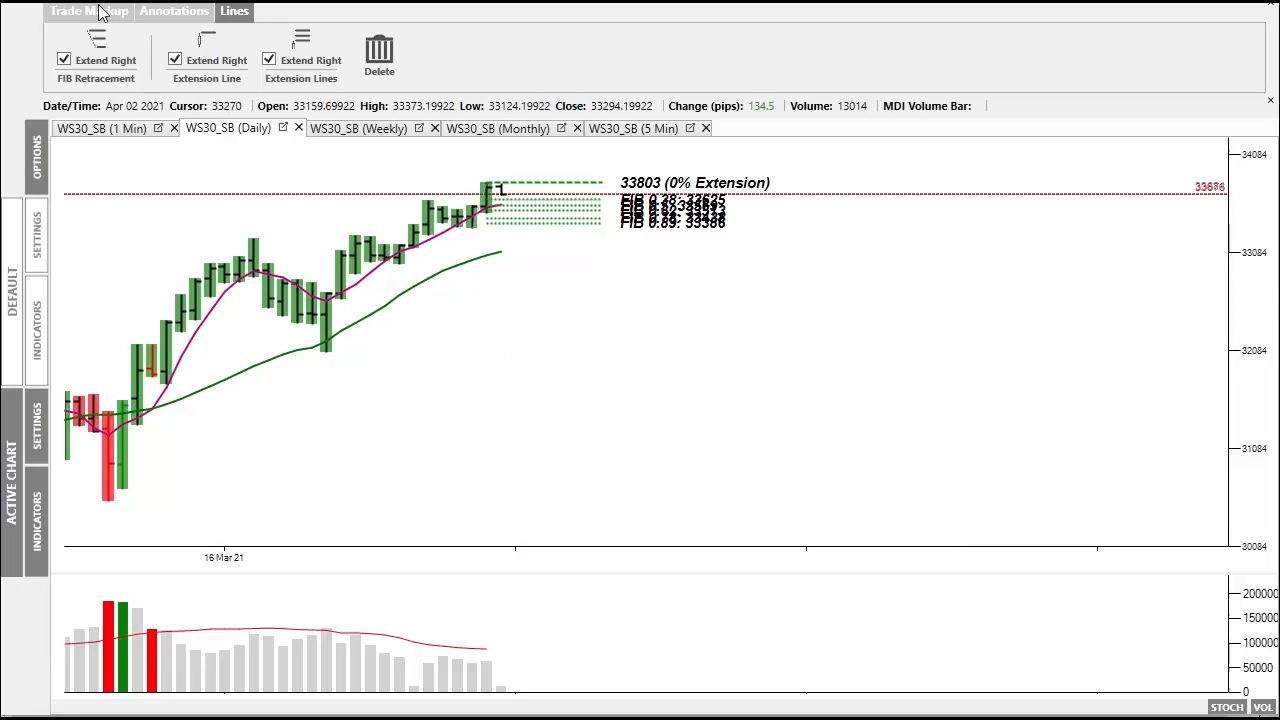 Trade Markup Annotations Lines
Extend Right Extend Right Extend Right
FIB Retracement Extension Line Extension Lines Delete
Date/Time: Apr 02 2021 Cursor: 33270 Open: 33159.69922 High: 33373.19922 Low: 33124.19922 Close: 33294.19922 Change (pips): 134.5 Volume: 13014 MDI Volume Bar:
WS30_SB (1 Min) WS30_SB (Daily) WS30_SB (Weekly) WS30_SB (Monthly) WS30_SB (5 Min)
OPTIONS
SETTINGS
DEFAULT
INDICATORS
SETTINGS
ACTIVE CHART
INDICATORS
34084
33803 (0% Extension)
33676
FIB 0.89: 33386
33084
32084
31084
30084
16 Mar 21
200000
150000
100000
50000
0
STOCH VOL